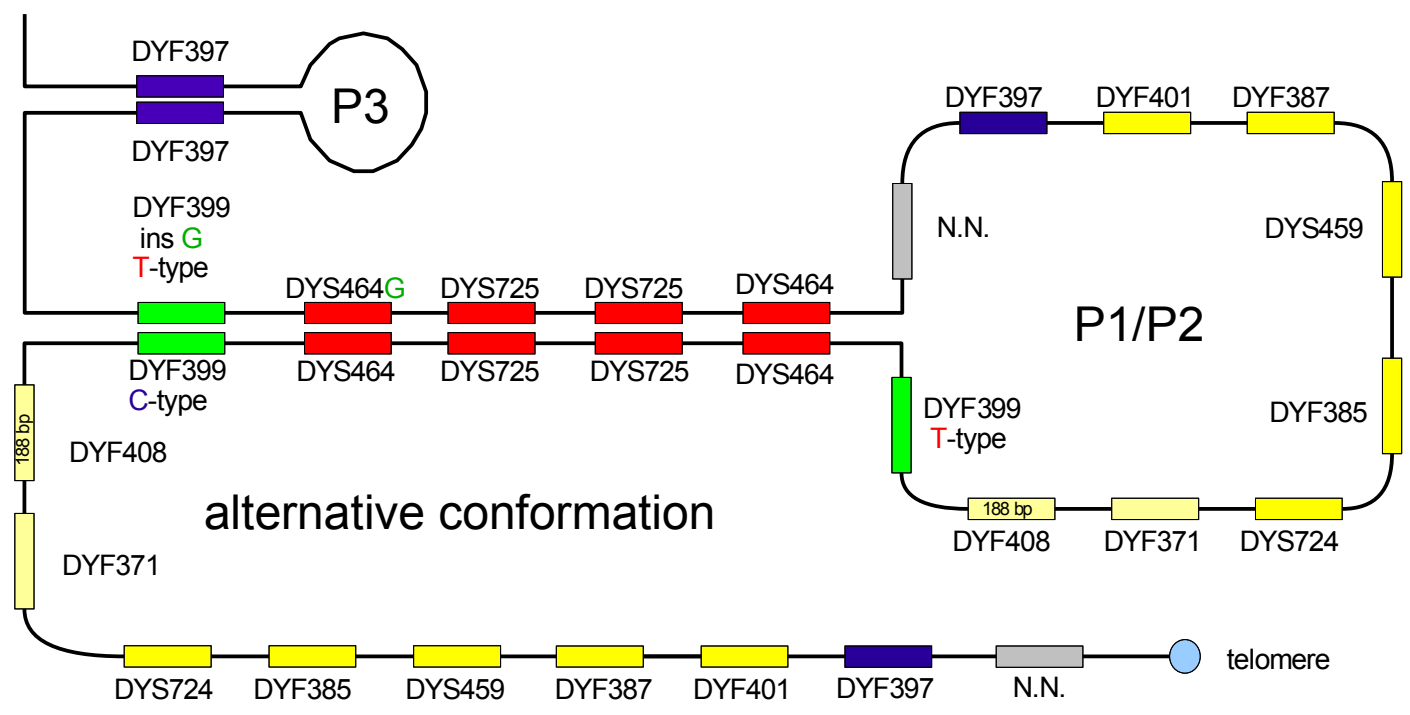 DYF397
P3
DYF397
DYF397
DYF401
DYF387
N.N.
DYS459
DYF399
ins G
T-type
DYS464G
DYS725
DYS725
DYS464
P1/P2
DYF399
C-type
DYS464
DYS725
DYS725
DYS464
DYF399
T-type
DYF385
188 bp
DYF408
188 bp
DYF408
DYF371
DYS724
alternative conformation
DYF371
DYS724
DYF385
DYS459
DYF387
DYF401
DYF397
N.N.
telomere